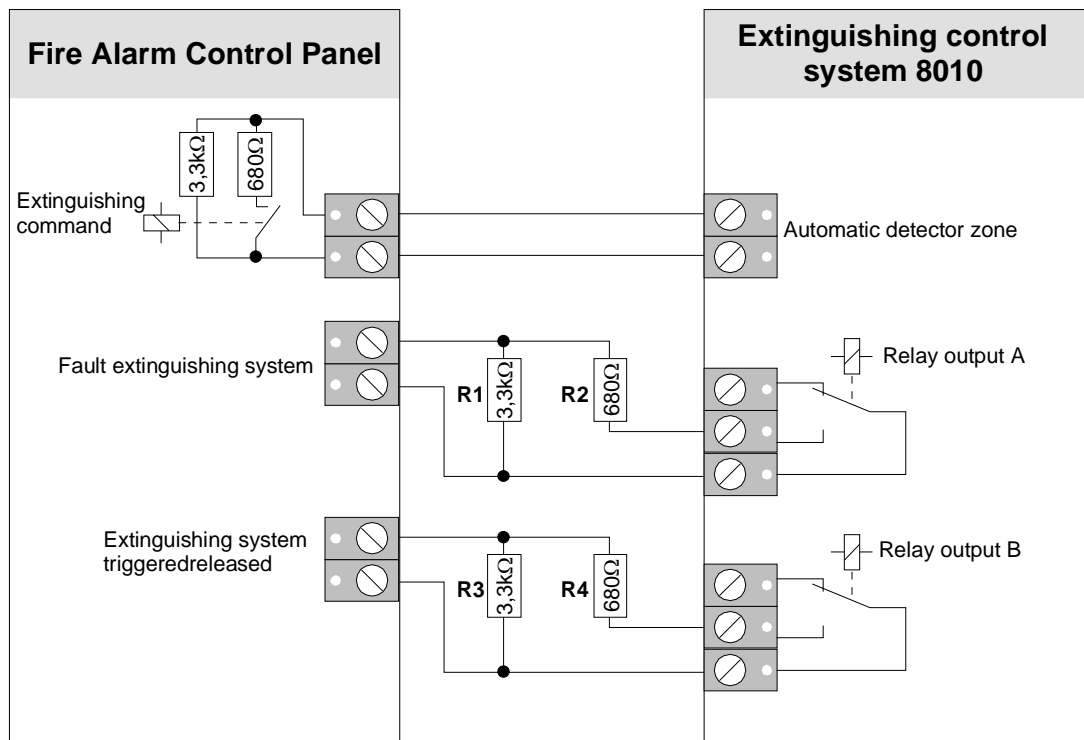 Fire Alarm Control Panel
Extinguishing control
system 8010
3,3kΩ
680Ω
Extinguishing
command
Automatic detector zone
Fault extinguishing system
R1
3,3kΩ
R2
680Ω
Relay output A
Extinguishing system
triggeredreleased
R3
3,3kΩ
R4
680Ω
Relay output B